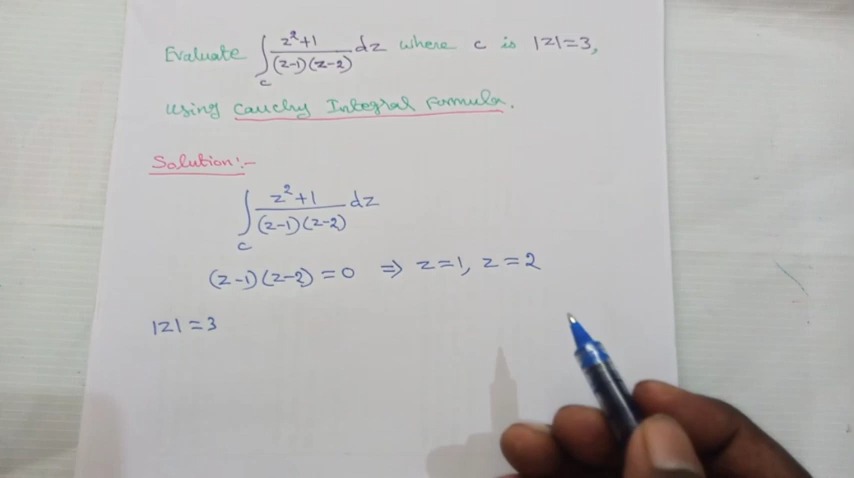 Evaluate ∫_c (z²+1)/((z-1)(z-2)) dz where c is |z|=3,
using Cauchy Integral Formula.
Solution:-
∫_c (z²+1)/((z-1)(z-2)) dz
(z-1)(z-2)=0 ⇒ z=1, z=2
|z|=3